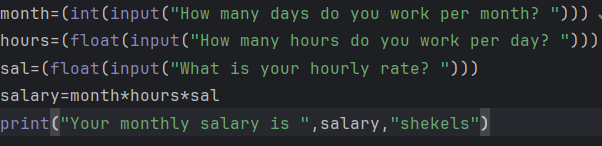 month=(int(input("How many days do you work per month? ")))
hours=(float(input("How many hours do you work per day? ")))
sal=(float(input("What is your hourly rate? ")))
salary=month*hours*sal
print("Your monthly salary is ",salary,"shekels")